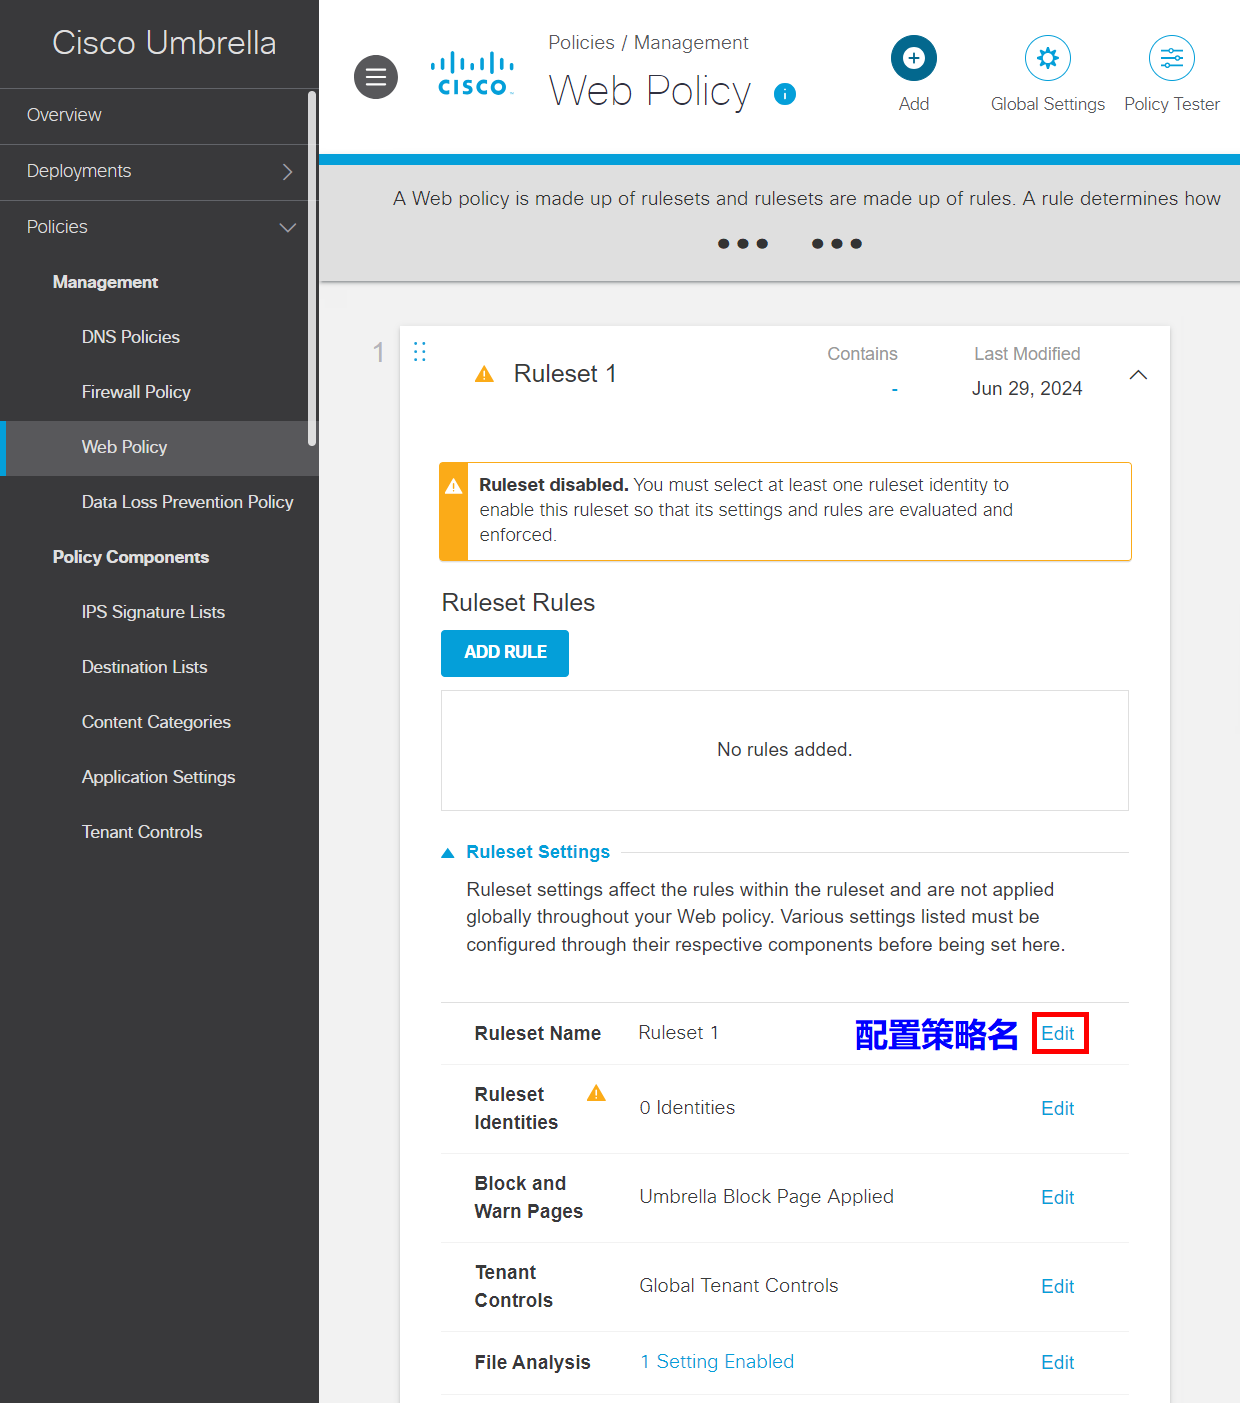 Cisco Umbrella
Overview
Deployments
Policies
Management
DNS Policies
Firewall Policy
Web Policy
Data Loss Prevention Policy
Policy Components
IPS Signature Lists
Destination Lists
Content Categories
Application Settings
Tenant Controls
CISCO
Policies / Management
Web Policy
Add
Global Settings
Policy Tester
A Web policy is made up of rulesets and rulesets are made up of rules. A rule determines how
1
Ruleset 1
Contains
-
Last Modified
Jun 29, 2024
Ruleset disabled. You must select at least one ruleset identity to
enable this ruleset so that its settings and rules are evaluated and
enforced.
Ruleset Rules
ADD RULE
No rules added.
Ruleset Settings
Ruleset settings affect the rules within the ruleset and are not applied
globally throughout your Web policy. Various settings listed must be
configured through their respective components before being set here.
Ruleset Name Ruleset 1 配置策略名 Edit
Ruleset
Identities
0 Identities Edit
Block and
Warn Pages
Umbrella Block Page Applied Edit
Tenant
Controls
Global Tenant Controls Edit
File Analysis 1 Setting Enabled Edit